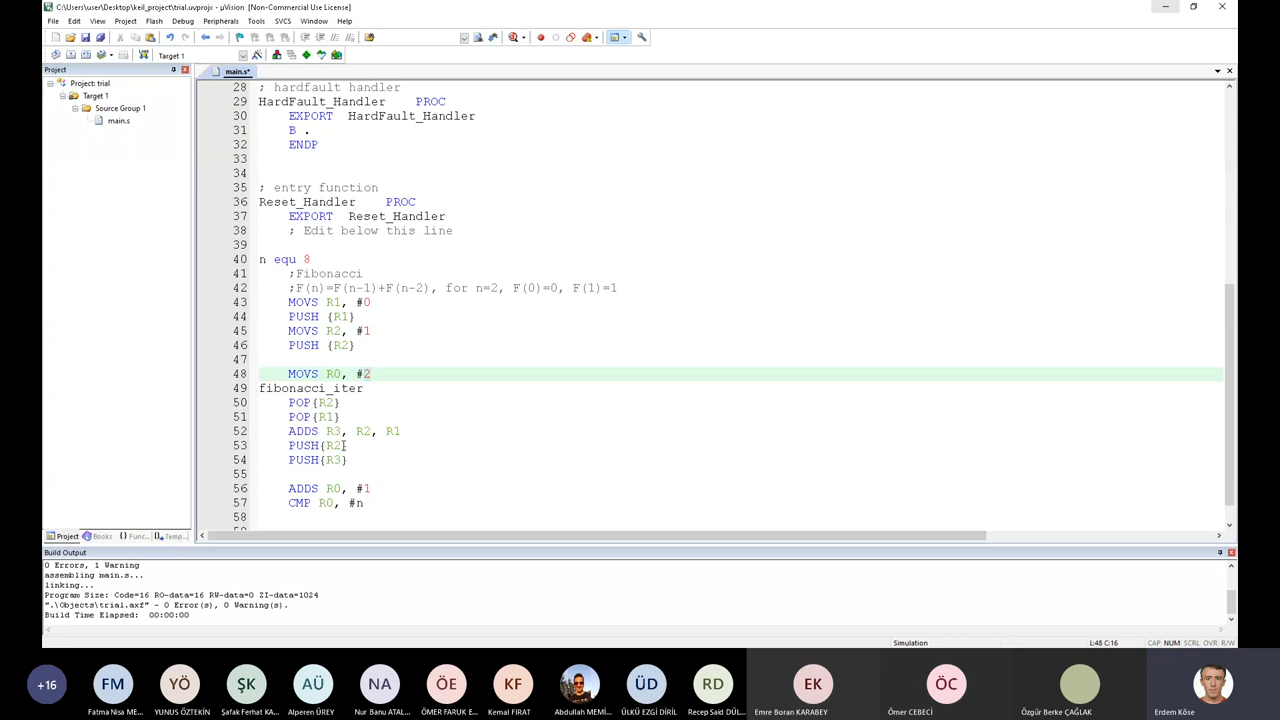 C:\Users\user\Desktop\keil_project\trial.uvprojx - µVision [Non-Commercial Use License]
File Edit View Project Flash Debug Peripherals Tools SVCS Window Help
Target 1
Project
main.s*
Project: trial
Target 1
Source Group 1
main.s
28 ; hardfault handler
29 HardFault_Handler PROC
30 EXPORT HardFault_Handler
31 B .
32 ENDP
33
34
35 ; entry function
36 Reset_Handler PROC
37 EXPORT Reset_Handler
38 ; Edit below this line
39
40 n equ 8
41 ;Fibonacci
42 ;F(n)=F(n-1)+F(n-2), for n=2, F(0)=0, F(1)=1
43 MOVS R1, #0
44 PUSH {R1}
45 MOVS R2, #1
46 PUSH {R2}
47
48 MOVS R0, #2
49 fibonacci_iter
50 POP{R2}
51 POP{R1}
52 ADDS R3, R2, R1
53 PUSH{R2}
54 PUSH{R3}
55
56 ADDS R0, #1
57 CMP R0, #n
58
Project Books {} Func... Temp...
Build Output
0 Errors, 1 Warning
assembling main.s...
linking...
Program Size: Code=16 RO-data=16 RW-data=0 ZI-data=1024
".\Objects\trial.axf" - 0 Error(s), 0 Warning(s).
Build Time Elapsed: 00:00:00
Simulation L:48 C:16 CAP NUM SCRL OVR R/W
+16 FM YÖ ŞK AÜ NA ÖE KF ÜD RD EK ÖC
Fatma Nisa ME... YUNUS ÖZTEKİN Şafak Ferhat KA... Alperen ÜREY Nur Banu ATAL... ÖMER FARUK E... Kemal FIRAT Abdullah MEMİ... ÜLKÜ EZGİ DİRİL Recep Said DÜL... Emre Boran KARABEY Ömer CEBECİ Özgür Berke ÇAĞLAK Erdem Köse